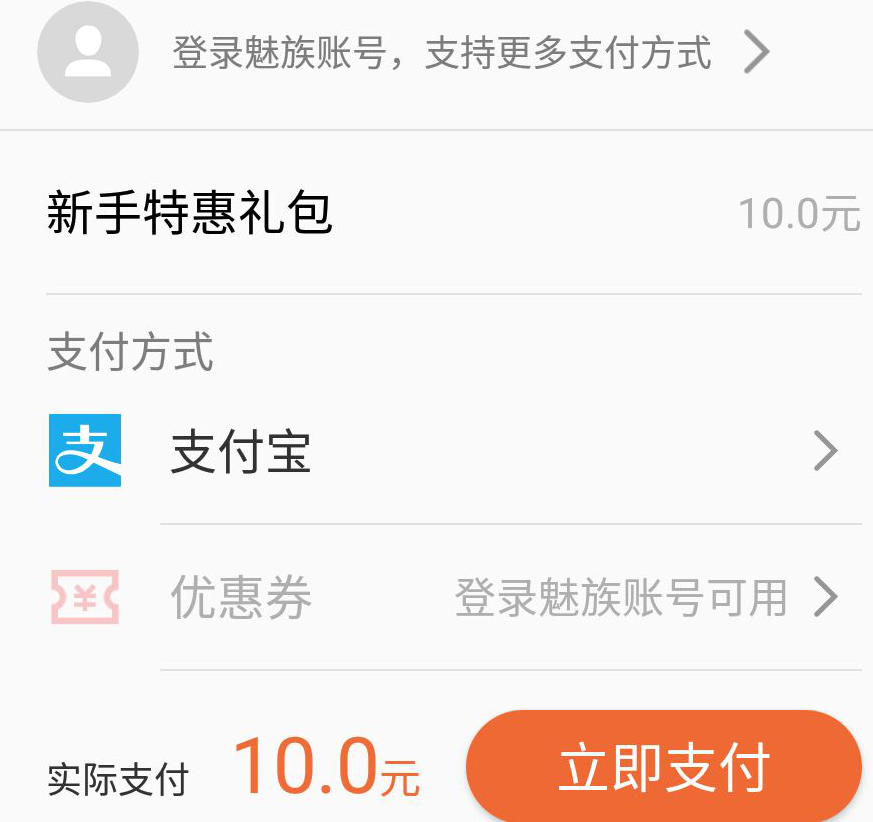 登录魅族账号，支持更多支付方式
新手特惠礼包 10.0元
支付方式
支 支付宝
¥ 优惠券 登录魅族账号可用
实际支付 10.0元 立即支付